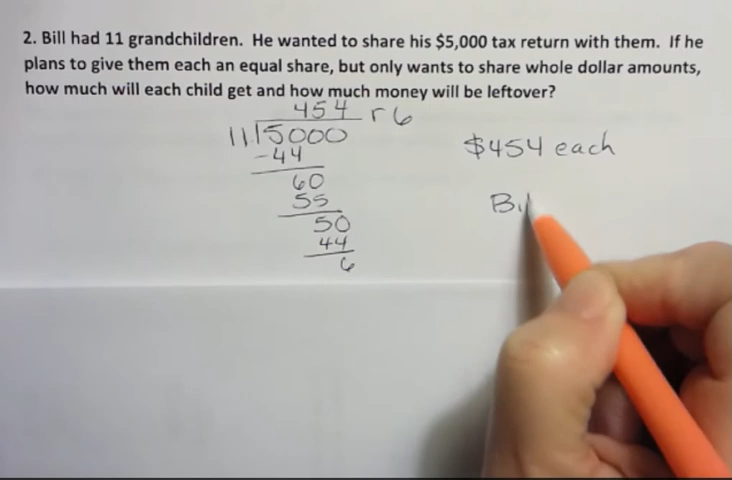 2. Bill had 11 grandchildren. He wanted to share his $5,000 tax return with them. If he
plans to give them each an equal share, but only wants to share whole dollar amounts,
how much will each child get and how much money will be leftover?
454 r 6
11 5000
$454 each
-44
60
55
Bil
50
44
6